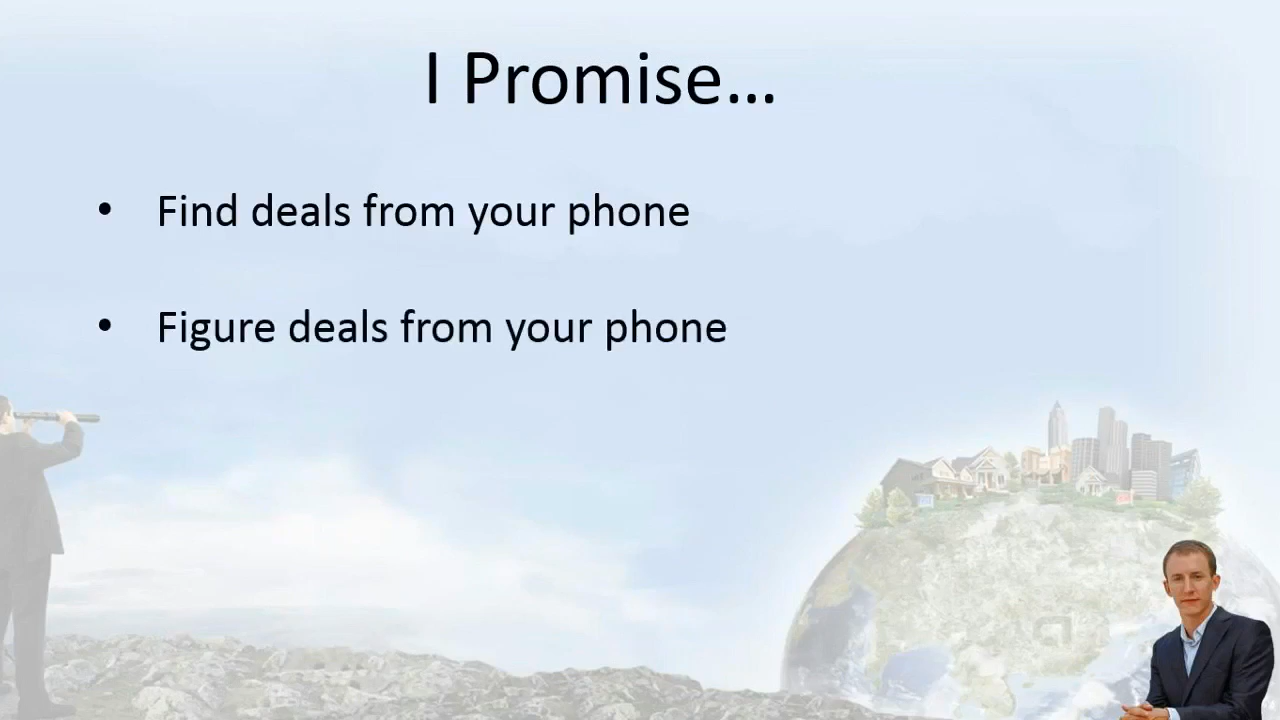 I Promise...
• Find deals from your phone
• Figure deals from your phone